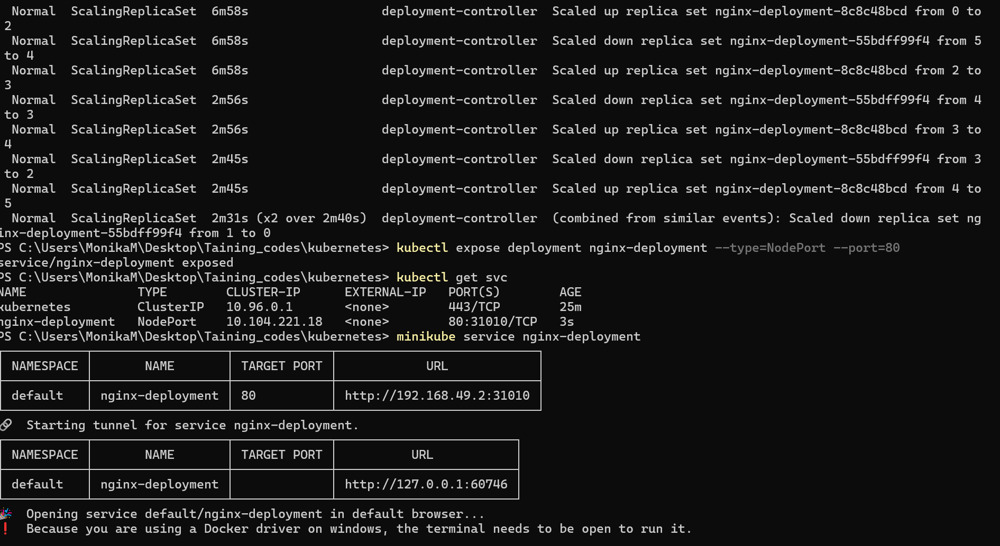 Normal  ScalingReplicaSet  6m58s                  deployment-controller  Scaled up replica set nginx-deployment-8c8c48bcd from 0 to
2
Normal  ScalingReplicaSet  6m58s                  deployment-controller  Scaled down replica set nginx-deployment-55bdff99f4 from 5
to 4
Normal  ScalingReplicaSet  6m58s                  deployment-controller  Scaled up replica set nginx-deployment-8c8c48bcd from 2 to
3
Normal  ScalingReplicaSet  2m56s                  deployment-controller  Scaled down replica set nginx-deployment-55bdff99f4 from 4
to 3
Normal  ScalingReplicaSet  2m56s                  deployment-controller  Scaled up replica set nginx-deployment-8c8c48bcd from 3 to
4
Normal  ScalingReplicaSet  2m45s                  deployment-controller  Scaled down replica set nginx-deployment-55bdff99f4 from 3
to 2
Normal  ScalingReplicaSet  2m45s                  deployment-controller  Scaled up replica set nginx-deployment-8c8c48bcd from 4 to
5
Normal  ScalingReplicaSet  2m31s (x2 over 2m40s)  deployment-controller  (combined from similar events): Scaled down replica set ng
inx-deployment-55bdff99f4 from 1 to 0
PS C:\Users\MonikaM\Desktop\Taining_codes\kubernetes> kubectl expose deployment nginx-deployment --type=NodePort --port=80
service/nginx-deployment exposed
PS C:\Users\MonikaM\Desktop\Taining_codes\kubernetes> kubectl get svc
NAME               TYPE        CLUSTER-IP      EXTERNAL-IP   PORT(S)        AGE
kubernetes         ClusterIP   10.96.0.1       <none>        443/TCP        25m
nginx-deployment   NodePort    10.104.221.18   <none>        80:31010/TCP   3s
PS C:\Users\MonikaM\Desktop\Taining_codes\kubernetes> minikube service nginx-deployment
NAMESPACE  NAME  TARGET PORT  URL
default  nginx-deployment  80  http://192.168.49.2:31010
Starting tunnel for service nginx-deployment.
NAMESPACE  NAME  TARGET PORT  URL
default  nginx-deployment  http://127.0.0.1:60746
Opening service default/nginx-deployment in default browser...
Because you are using a Docker driver on windows, the terminal needs to be open to run it.